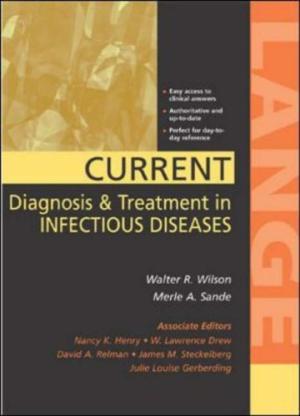 LANGE
• Easy access to
clinical answers
• Authoritative and
up-to-date
• Perfect for day-to-
day reference
CURRENT
Diagnosis & Treatment in
INFECTIOUS DISEASES
Walter R. Wilson
Merle A. Sande
Associate Editors
Nancy K. Henry • W. Lawrence Drew
David A. Relman • James M. Steckelberg
Julie Louise Gerberding